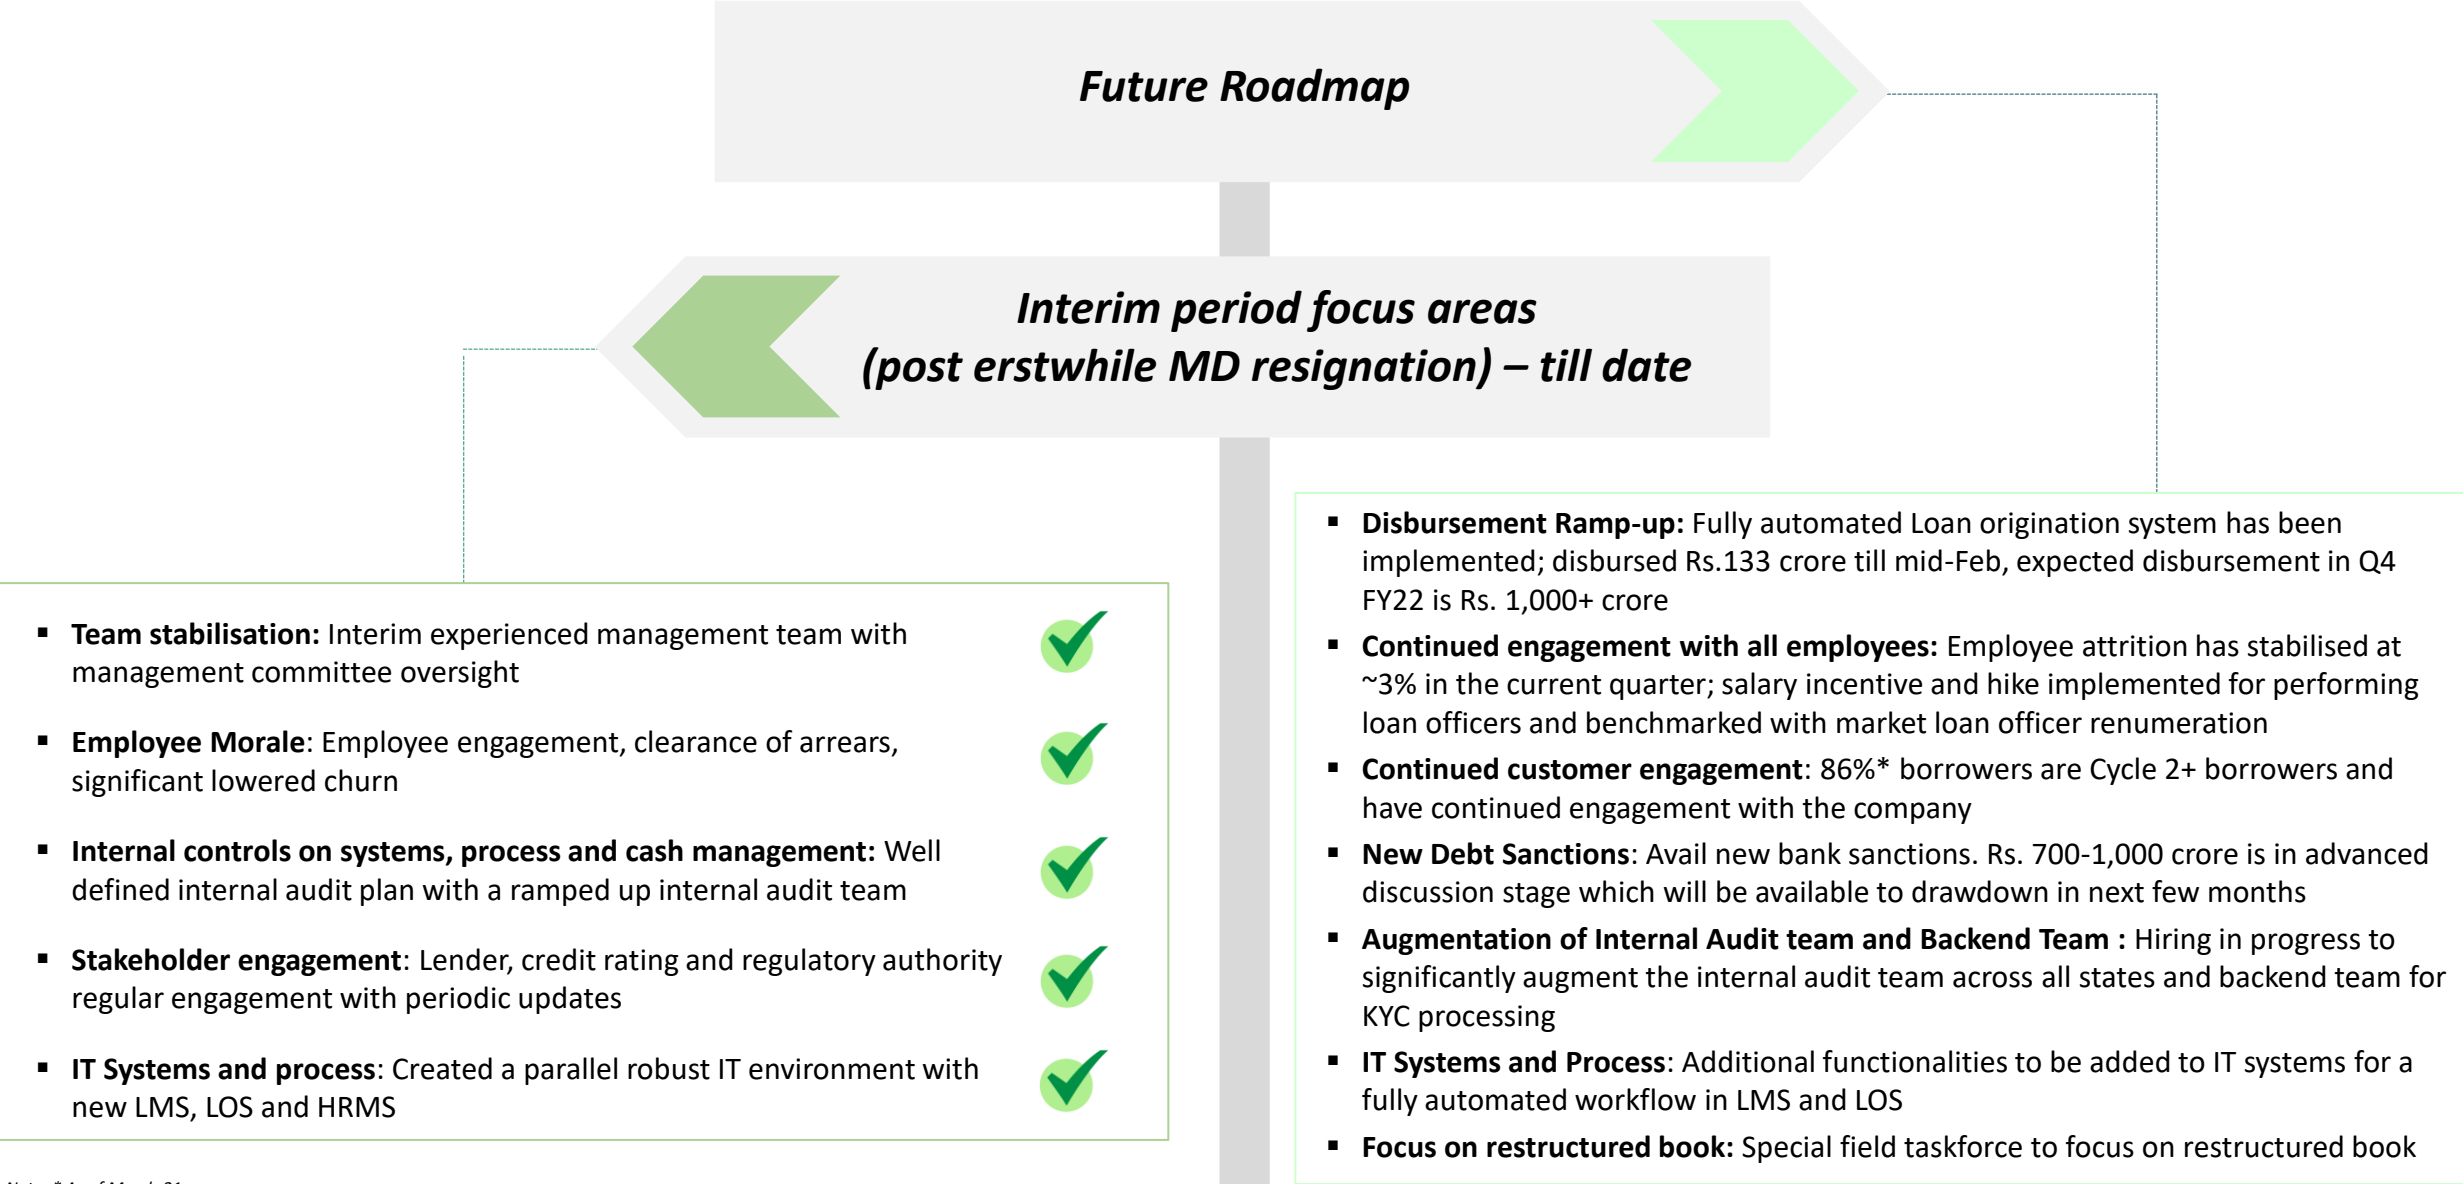 Future Roadmap
Interim period focus areas
(post erstwhile MD resignation) – till date
▪ Team stabilisation: Interim experienced management team with
management committee oversight
▪ Employee Morale: Employee engagement, clearance of arrears,
significant lowered churn
▪ Internal controls on systems, process and cash management: Well
defined internal audit plan with a ramped up internal audit team
▪ Stakeholder engagement: Lender, credit rating and regulatory authority
regular engagement with periodic updates
▪ IT Systems and process: Created a parallel robust IT environment with
new LMS, LOS and HRMS
▪ Disbursement Ramp-up: Fully automated Loan origination system has been
implemented; disbursed Rs.133 crore till mid-Feb, expected disbursement in Q4
FY22 is Rs. 1,000+ crore
▪ Continued engagement with all employees: Employee attrition has stabilised at
~3% in the current quarter; salary incentive and hike implemented for performing
loan officers and benchmarked with market loan officer renumeration
▪ Continued customer engagement: 86%* borrowers are Cycle 2+ borrowers and
have continued engagement with the company
▪ New Debt Sanctions: Avail new bank sanctions. Rs. 700-1,000 crore is in advanced
discussion stage which will be available to drawdown in next few months
▪ Augmentation of Internal Audit team and Backend Team : Hiring in progress to
significantly augment the internal audit team across all states and backend team for
KYC processing
▪ IT Systems and Process: Additional functionalities to be added to IT systems for a
fully automated workflow in LMS and LOS
▪ Focus on restructured book: Special field taskforce to focus on restructured book